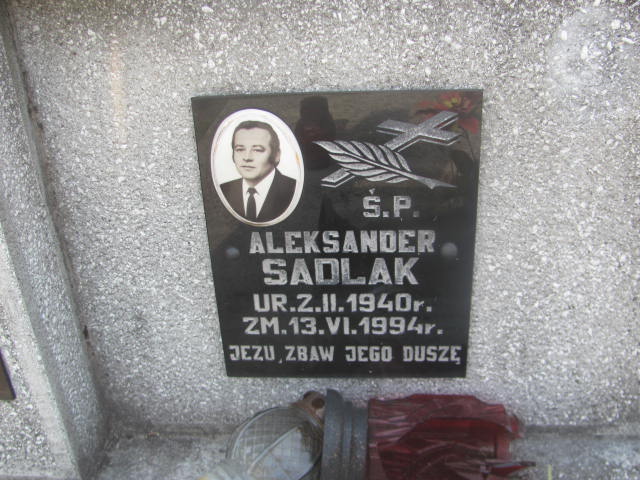 Ś.P.
ALEKSANDER
SADLAK
UR.2.II.1940r.
ZM.13.VI.1994r.
JEZU, ZBAW JEGO DUSZĘ